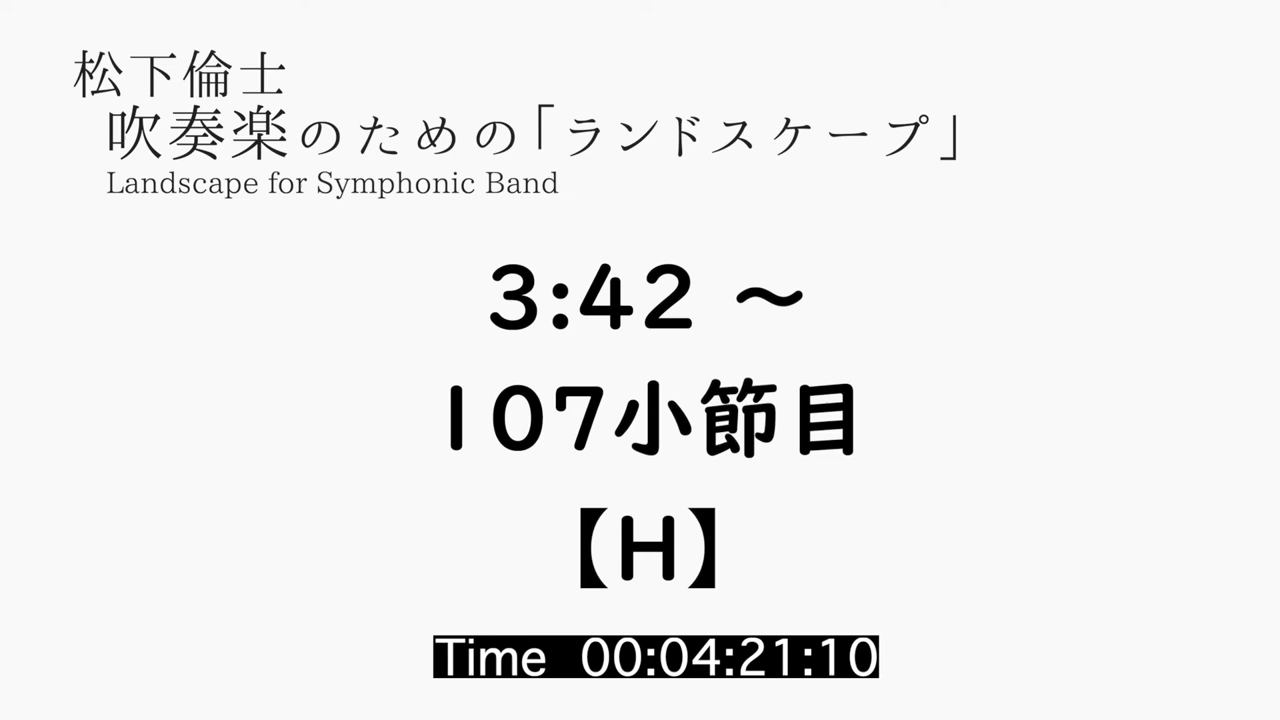 松下倫士
吹奏楽のための「ランドスケープ」
Landscape for Symphonic Band
3:42 ~
107小節目
【H】
Time 00:04:21:10